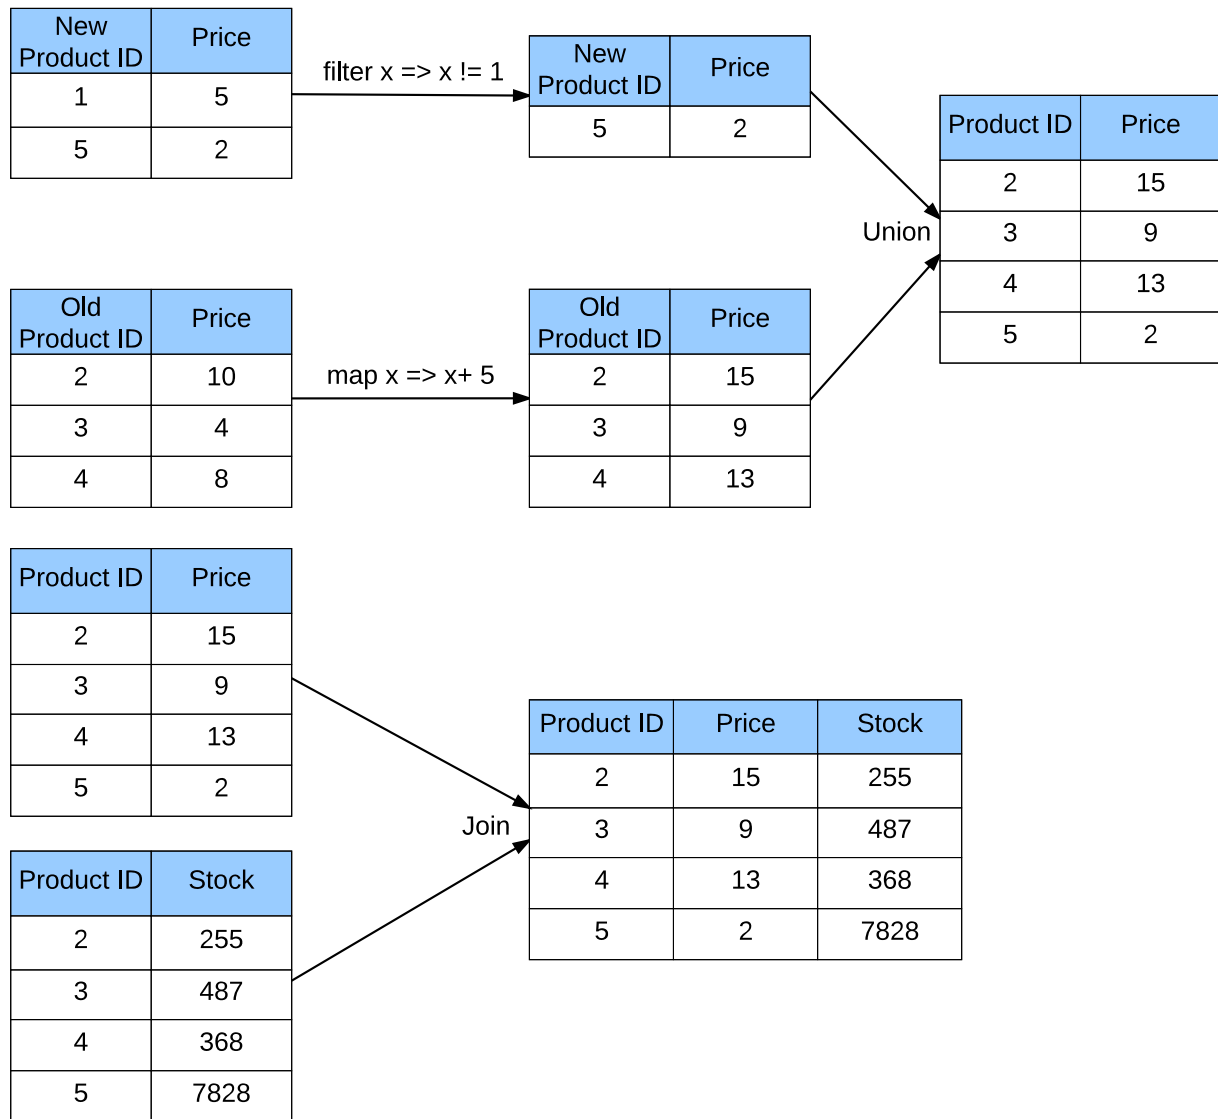 New
Product ID Price
1 5
5 2
filter x => x != 1
New
Product ID Price
5 2
Product ID Price
2 15
3 9
4 13
5 2
Union
Old
Product ID Price
2 10
3 4
4 8
map x => x+ 5
Old
Product ID Price
2 15
3 9
4 13
Product ID Price
2 15
3 9
4 13
5 2
Join
Product ID Price Stock
2 15 255
3 9 487
4 13 368
5 2 7828
Product ID Stock
2 255
3 487
4 368
5 7828